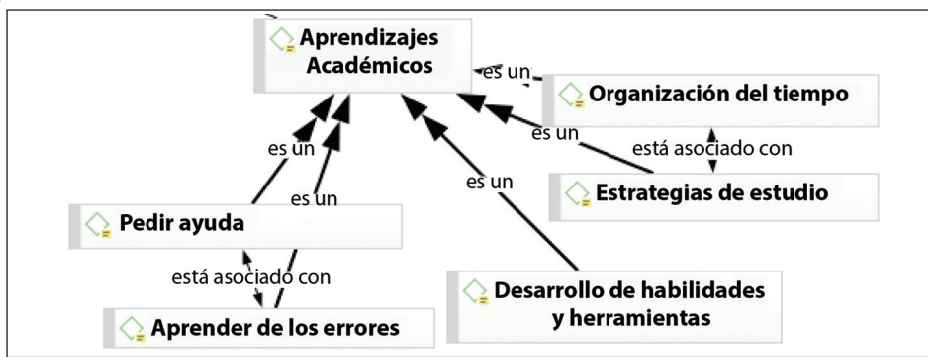 Aprendizajes
Académicos
es un
Organización del tiempo
es un
está asociado con
es un
Estrategias de estudio
es un
es un
Pedir ayuda
está asociado con
Desarrollo de habilidades
y herramientas
Aprender de los errores